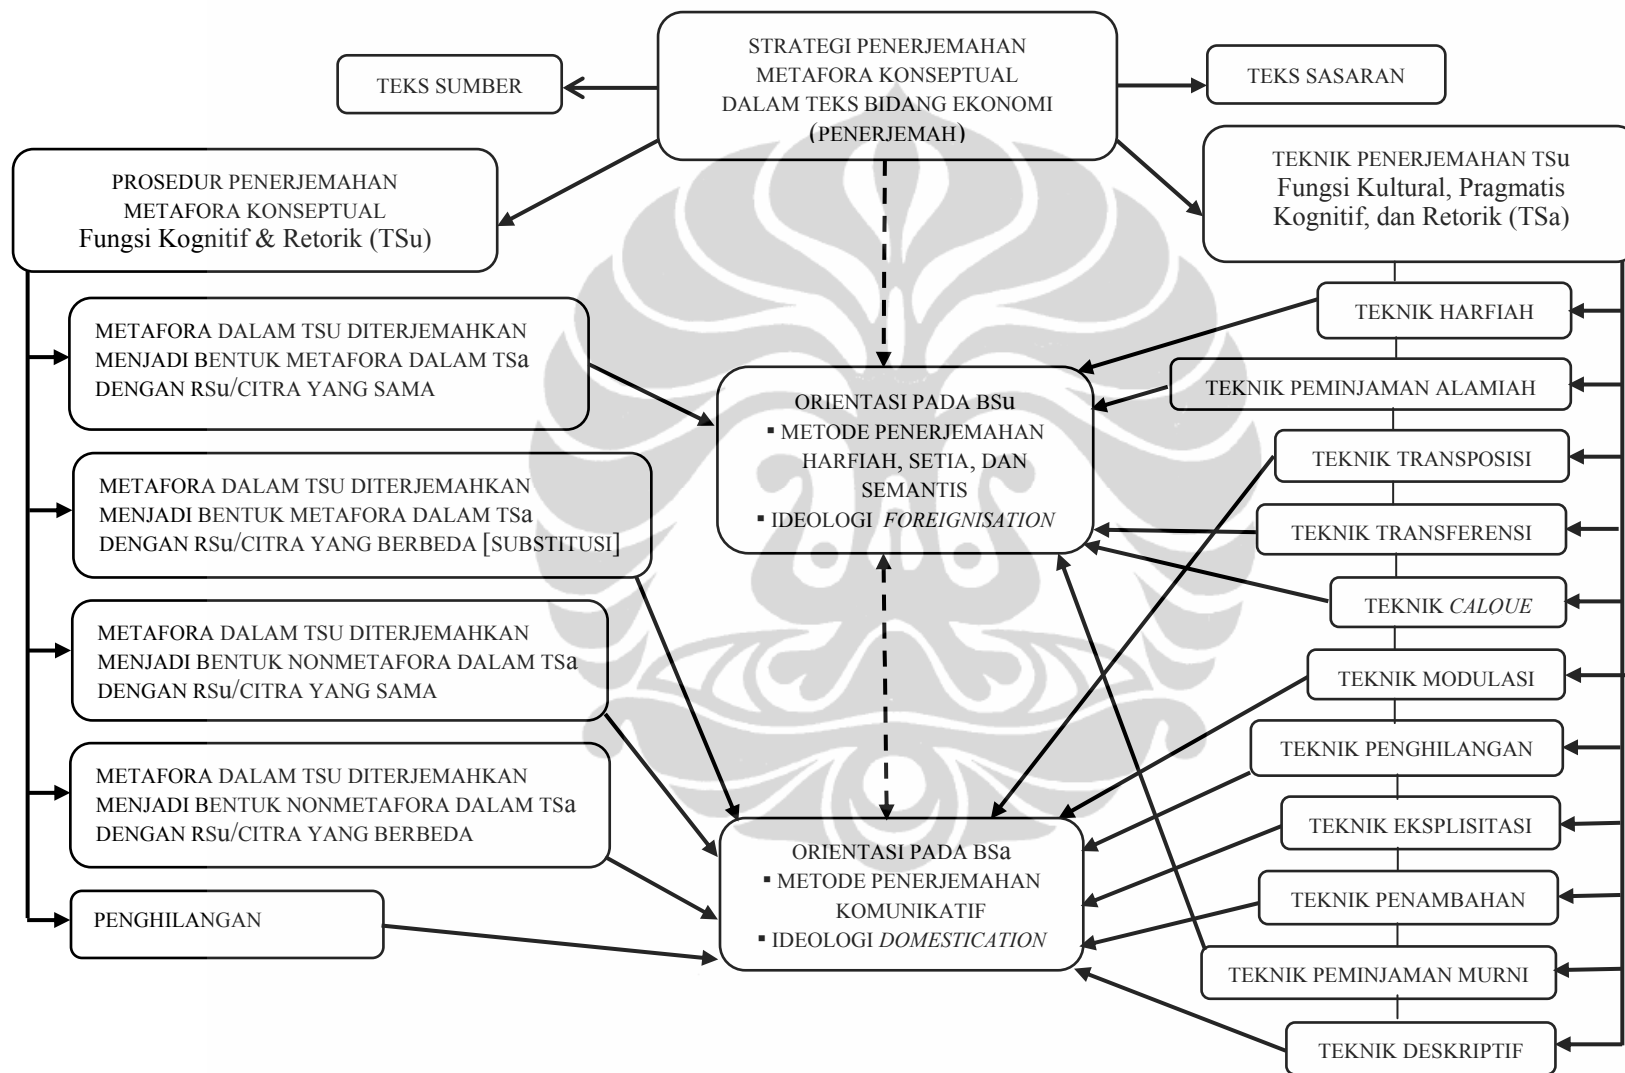 STRATEGI PENERJEMAHAN
METAFORA KONSEPTUAL
DALAM TEKS BIDANG EKONOMI
(PENERJEMAH)
TEKS SUMBER
TEKS SASARAN
PROSEDUR PENERJEMAHAN
METAFORA KONSEPTUAL
Fungsi Kognitif & Retorik (TSu)
TEKNIK PENERJEMAHAN TSu
Fungsi Kultural, Pragmatis
Kognitif, dan Retorik (TSa)
METAFORA DALAM TSU DITERJEMAHKAN
MENJADI BENTUK METAFORA DALAM TSa
DENGAN RSu/CITRA YANG SAMA
METAFORA DALAM TSU DITERJEMAHKAN
MENJADI BENTUK METAFORA DALAM TSa
DENGAN RSu/CITRA YANG BERBEDA [SUBSTITUSI]
METAFORA DALAM TSU DITERJEMAHKAN
MENJADI BENTUK NONMETAFORA DALAM TSa
DENGAN RSu/CITRA YANG SAMA
METAFORA DALAM TSU DITERJEMAHKAN
MENJADI BENTUK NONMETAFORA DALAM TSa
DENGAN RSu/CITRA YANG BERBEDA
PENGHILANGAN
ORIENTASI PADA BSu
▪ METODE PENERJEMAHAN
HARFIAH, SETIA, DAN
SEMANTIS
▪ IDEOLOGI FOREIGNISATION
ORIENTASI PADA BSa
▪ METODE PENERJEMAHAN
KOMUNIKATIF
▪ IDEOLOGI DOMESTICATION
TEKNIK HARFIAH
TEKNIK PEMINJAMAN ALAMIAH
TEKNIK TRANSPOSISI
TEKNIK TRANSFERENSI
TEKNIK CALQUE
TEKNIK MODULASI
TEKNIK PENGHILANGAN
TEKNIK EKSPLISITASI
TEKNIK PENAMBAHAN
TEKNIK PEMINJAMAN MURNI
TEKNIK DESKRIPTIF